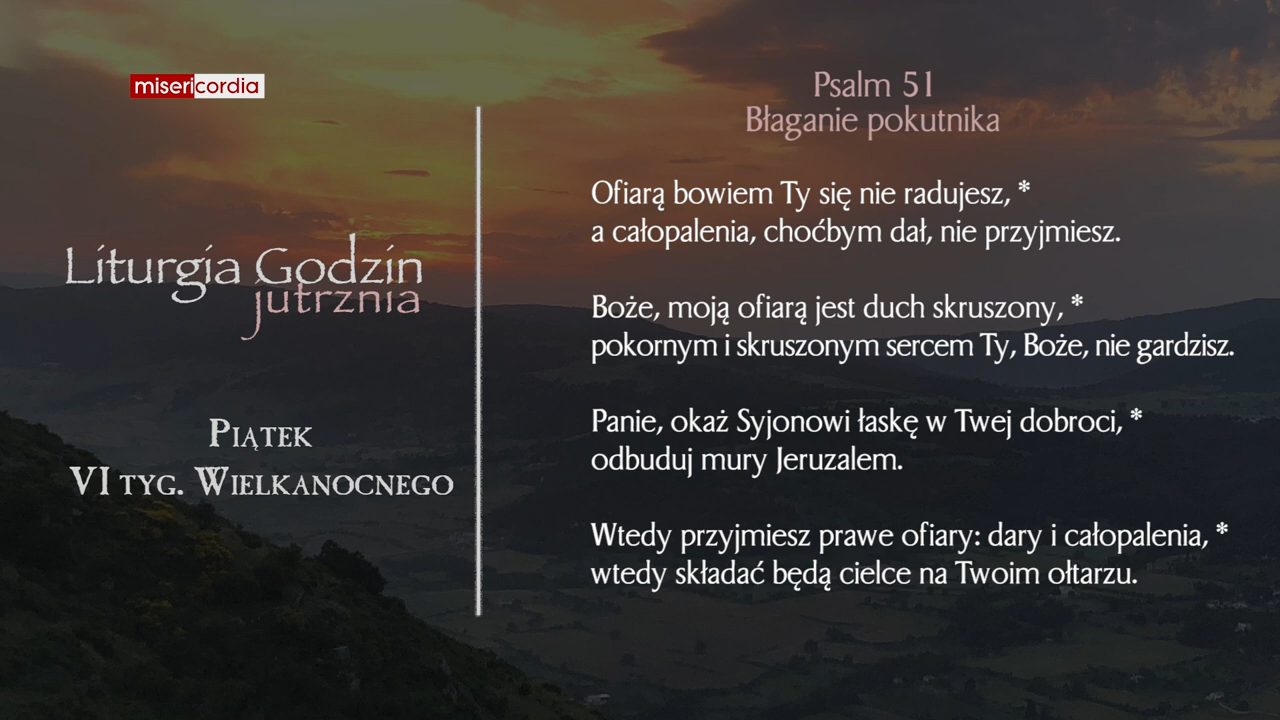 misericordia
Liturgia Godzin
jutrznia
Piątek
VI tyg. Wielkanocnego
Psalm 51
Błaganie pokutnika
Ofiarą bowiem Ty się nie radujesz, *
a całopalenia, choćbym dał, nie przyjmiesz.
Boże, moją ofiarą jest duch skruszony, *
pokornym i skruszonym sercem Ty, Boże, nie gardzisz.
Panie, okaż Syjonowi łaskę w Twej dobroci, *
odbuduj mury Jeruzalem.
Wtedy przyjmiesz prawe ofiary: dary i całopalenia, *
wtedy składać będą cielce na Twoim ołtarzu.